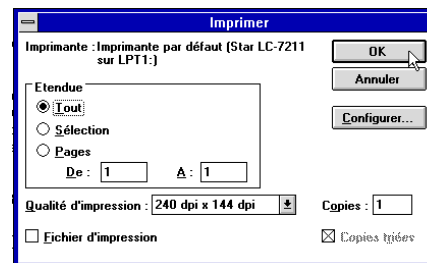 Imprimer
Imprimante : Imprimante par défaut (Star LC-7211
sur LPT1:)
OK
Annuler
Configurer...
Etendue
Tout
Sélection
Pages
De : 1 A : 1
Qualité d'impression : 240 dpi x 144 dpi Copies : 1
Fichier d'impression Copies triées